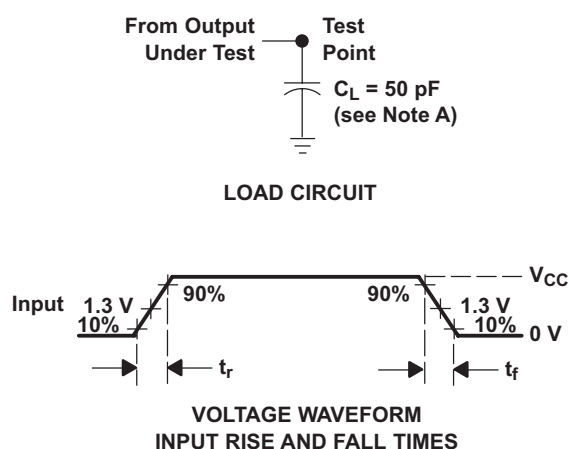 From Output
Under Test
Test
Point
CL = 50 pF
(see Note A)
LOAD CIRCUIT
Input
1.3 V
10%
90%
90%
1.3 V
10%
VCC
0 V
tr
tf
VOLTAGE WAVEFORM
INPUT RISE AND FALL TIMES